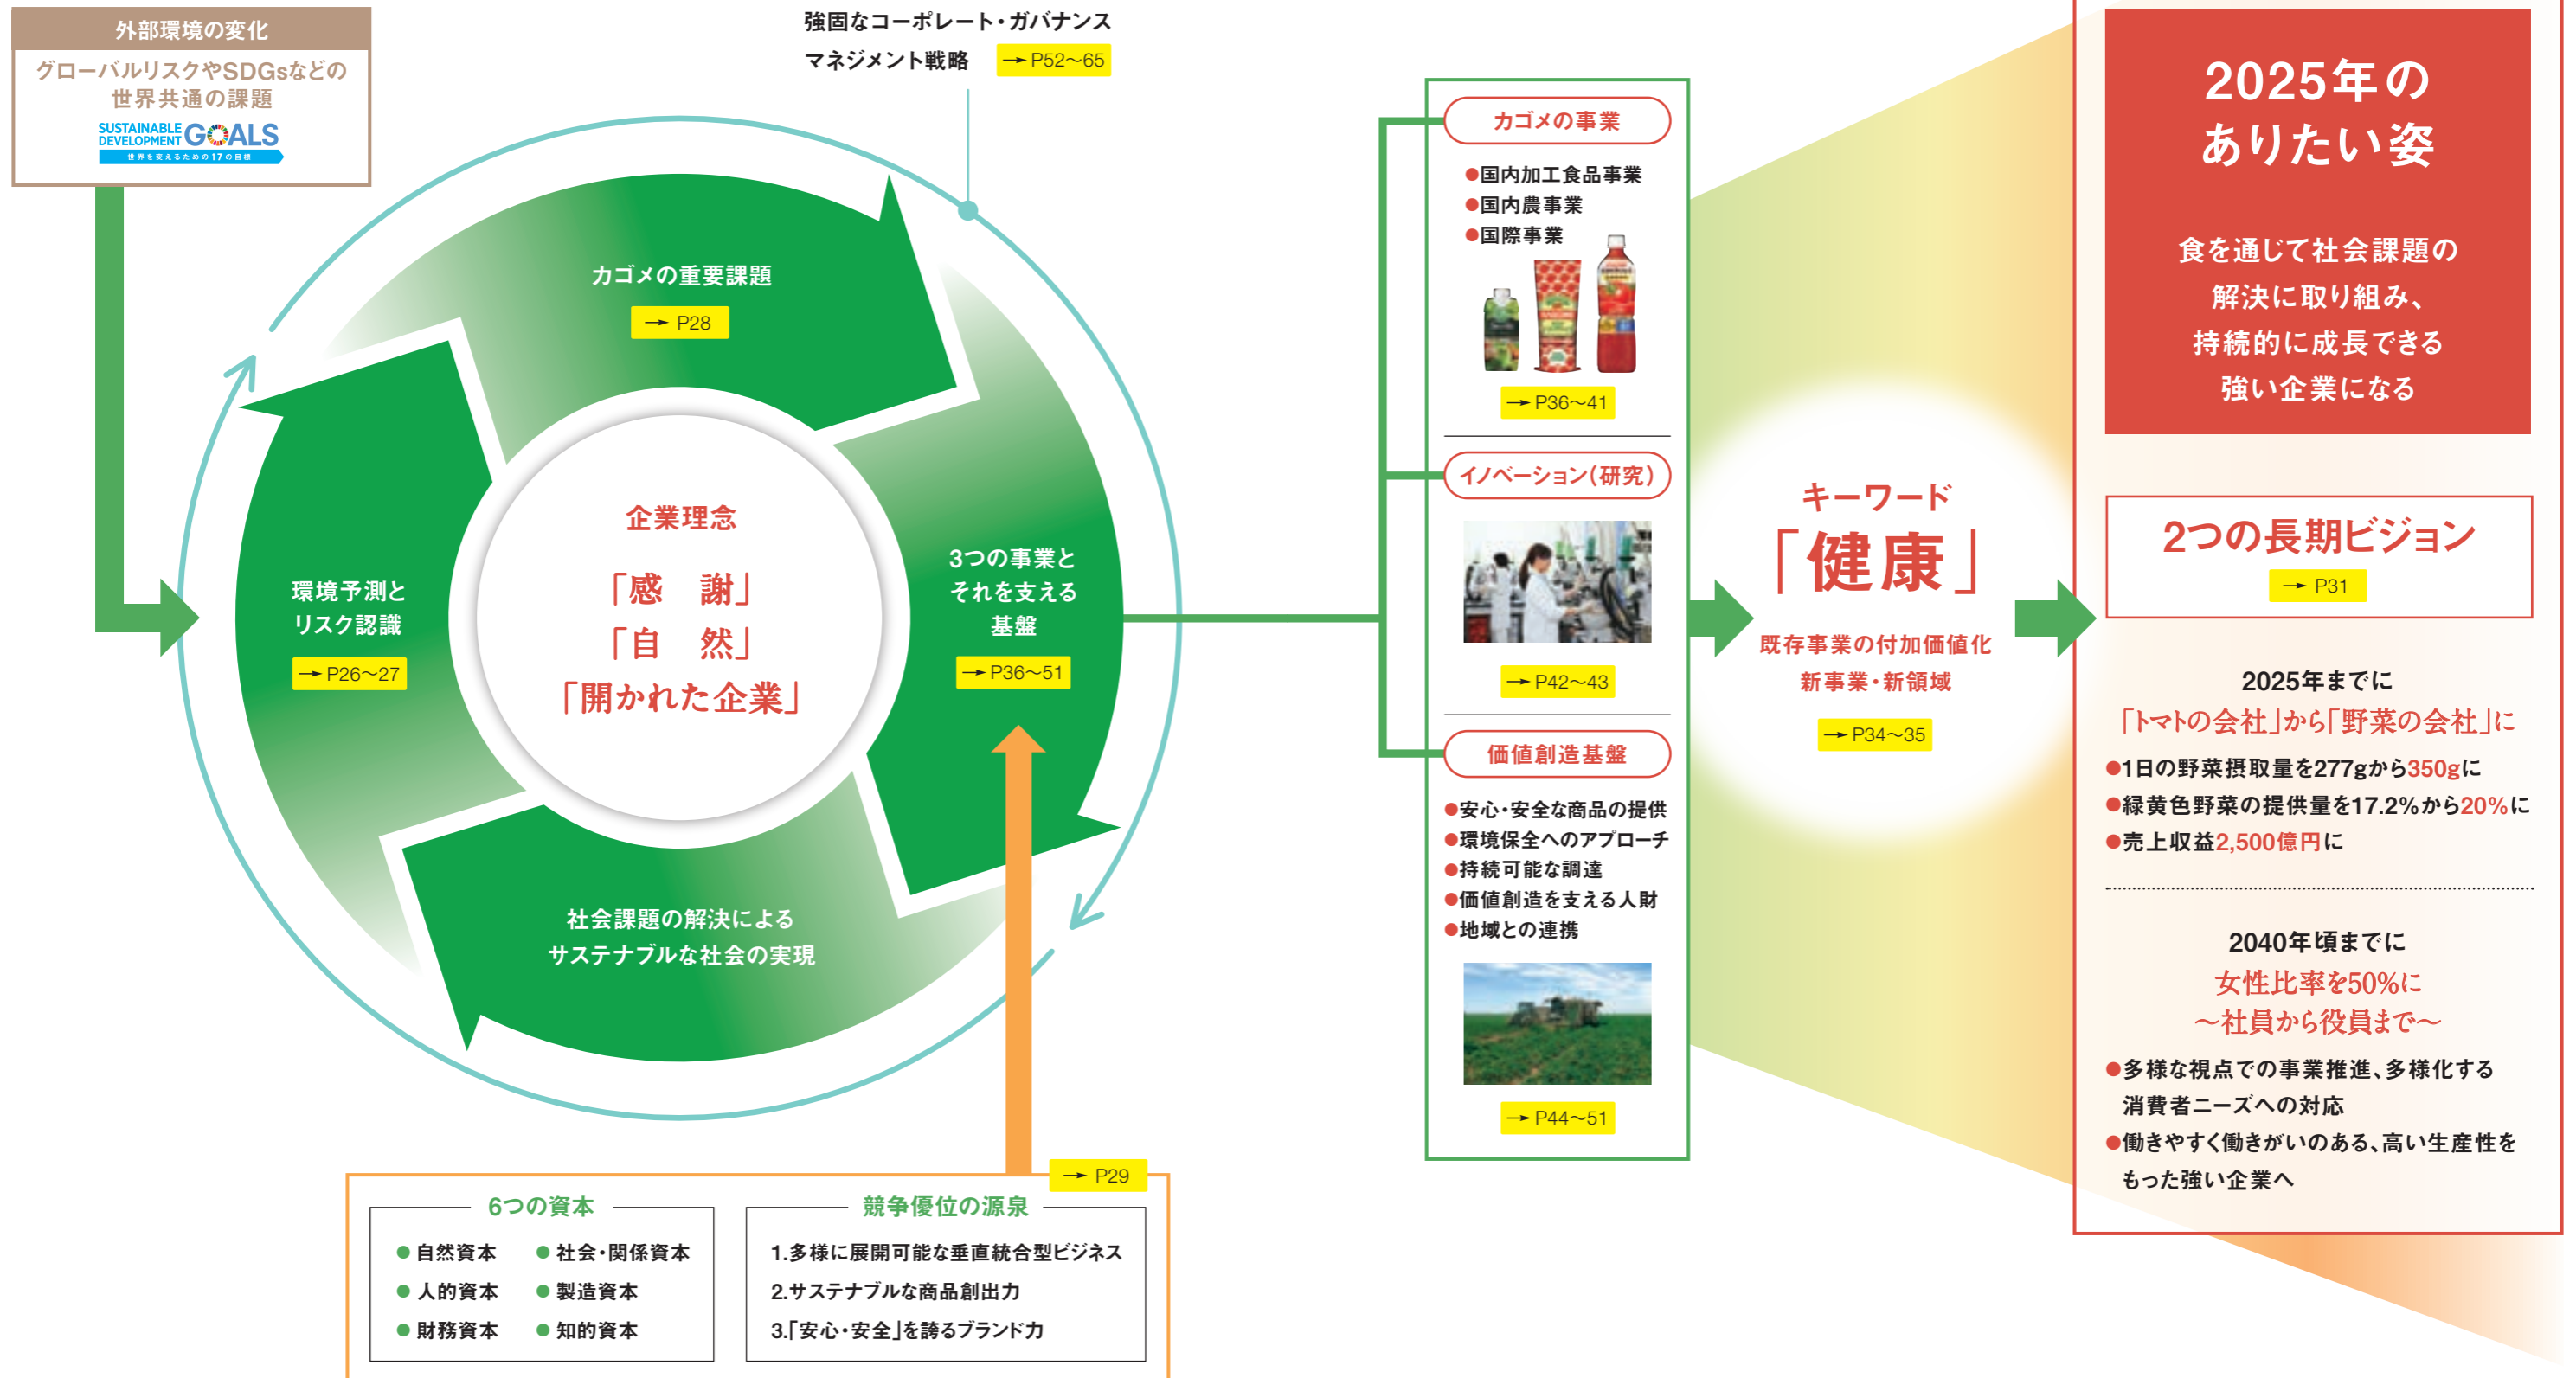 外部環境の変化
グローバルリスクやSDGsなどの
世界共通の課題
SUSTAINABLE
DEVELOPMENT GOALS
世界を変えるための17の目標
強固なコーポレート・ガバナンス
マネジメント戦略 → P52～65
カゴメの重要課題
→ P28
環境予測と
リスク認識
→ P26～27
企業理念
「感 謝」
「自 然」
「開かれた企業」
3つの事業と
それを支える
基盤
→ P36～51
社会課題の解決による
サステナブルな社会の実現
→ P29
6つの資本
● 自然資本
● 社会・関係資本
● 人的資本
● 製造資本
● 財務資本
● 知的資本
競争優位の源泉
1.多様に展開可能な垂直統合型ビジネス
2.サステナブルな商品創出力
3.「安心・安全」を誇るブランド力
カゴメの事業
●国内加工食品事業
●国内農事業
●国際事業
→ P36～41
イノベーション(研究)
→ P42～43
価値創造基盤
●安心・安全な商品の提供
●環境保全へのアプローチ
●持続可能な調達
●価値創造を支える人財
●地域との連携
→ P44～51
キーワード
「健康」
既存事業の付加価値化
新事業・新領域
→ P34～35
2025年の
ありたい姿
食を通じて社会課題の
解決に取り組み、
持続的に成長できる
強い企業になる
2つの長期ビジョン
→ P31
2025年までに
「トマトの会社」から「野菜の会社」に
●1日の野菜摂取量を277gから350gに
●緑黄色野菜の提供量を17.2%から20%に
●売上収益2,500億円に
2040年頃までに
女性比率を50%に
～社員から役員まで～
●多様な視点での事業推進、多様化する
消費者ニーズへの対応
●働きやすく働きがいのある、高い生産性を
もった強い企業へ